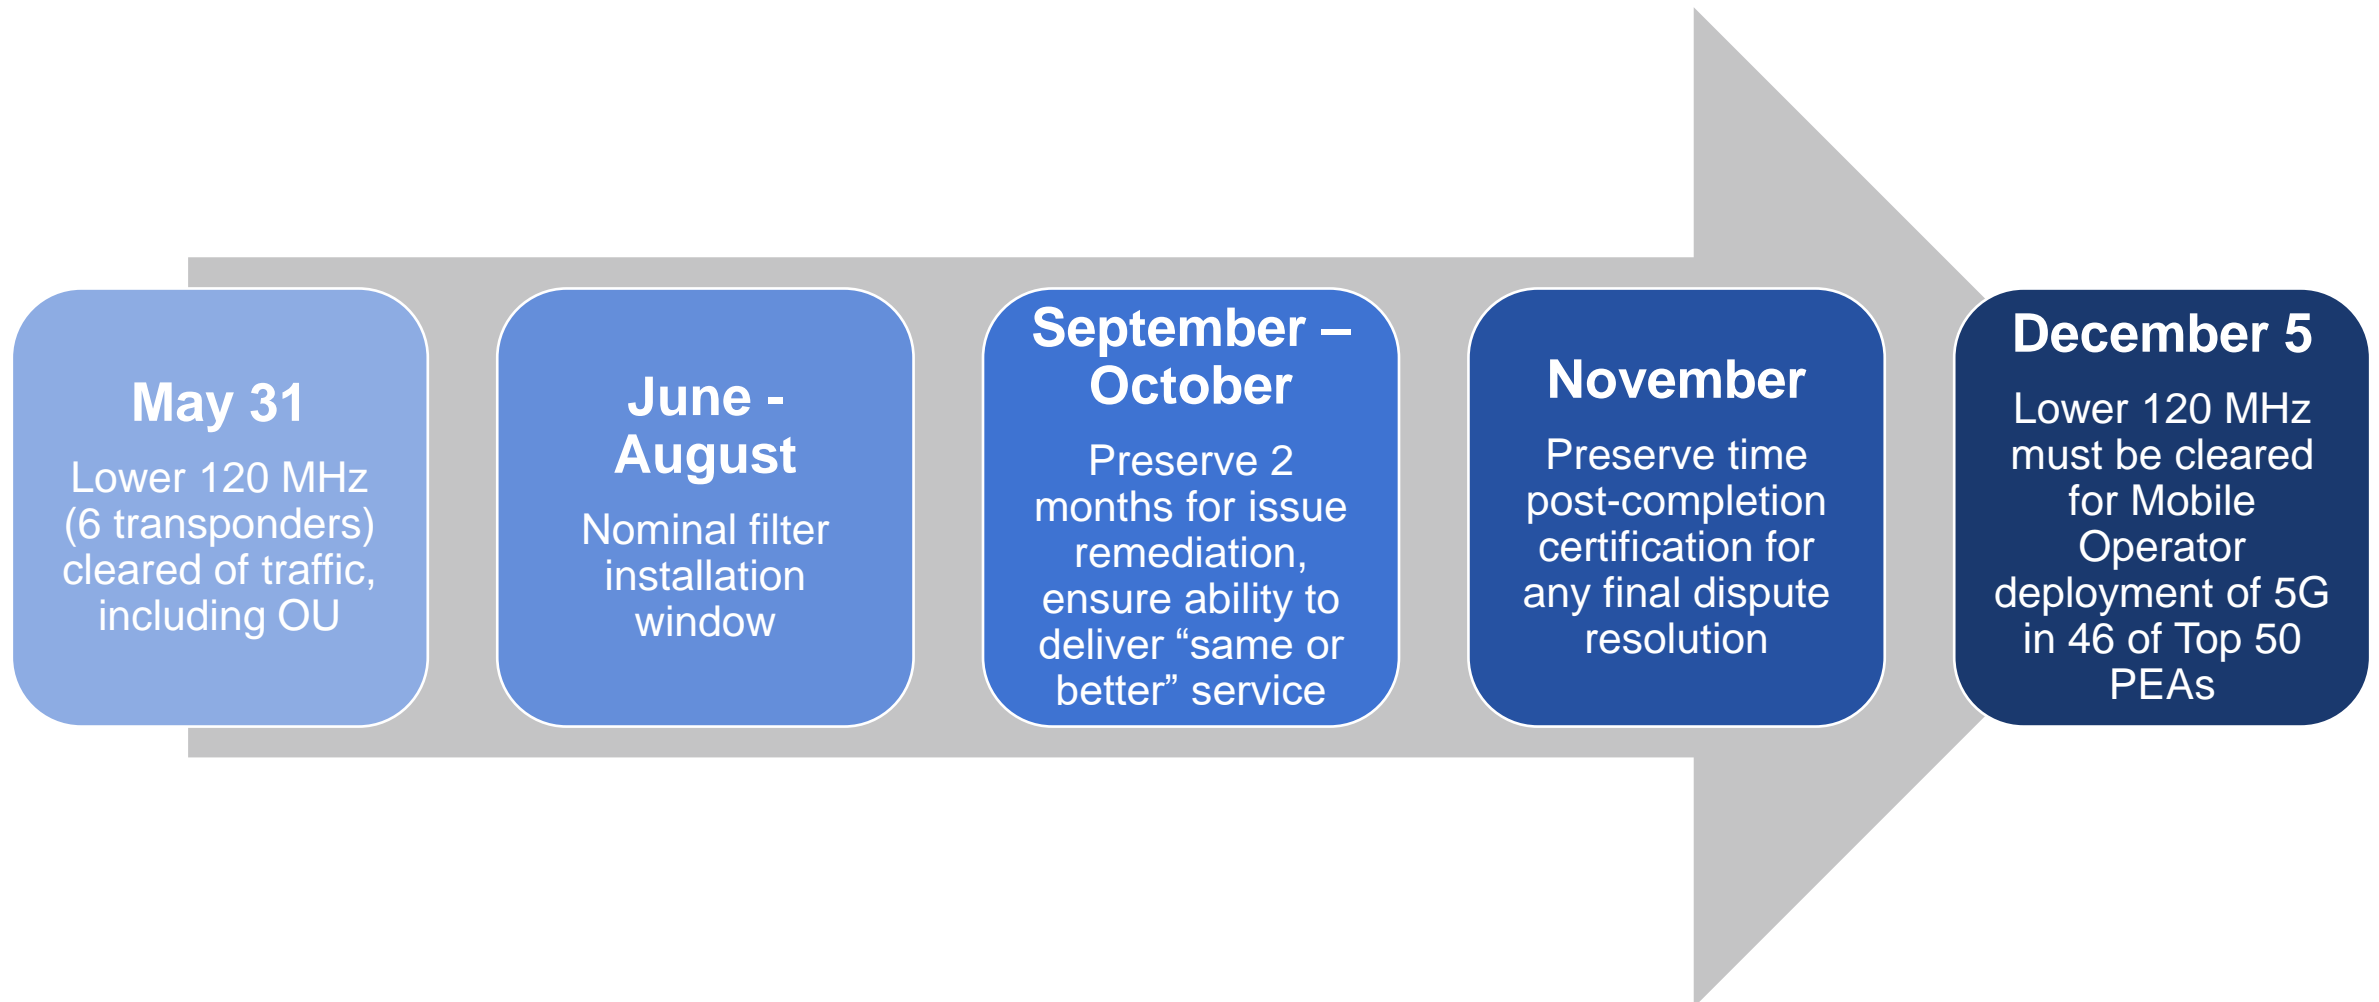 May 31
Lower 120 MHz
(6 transponders)
cleared of traffic,
including OU
June -
August
Nominal filter
installation
window
September –
October
Preserve 2
months for issue
remediation,
ensure ability to
deliver “same or
better” service
November
Preserve time
post-completion
certification for
any final dispute
resolution
December 5
Lower 120 MHz
must be cleared
for Mobile
Operator
deployment of 5G
in 46 of Top 50
PEAs